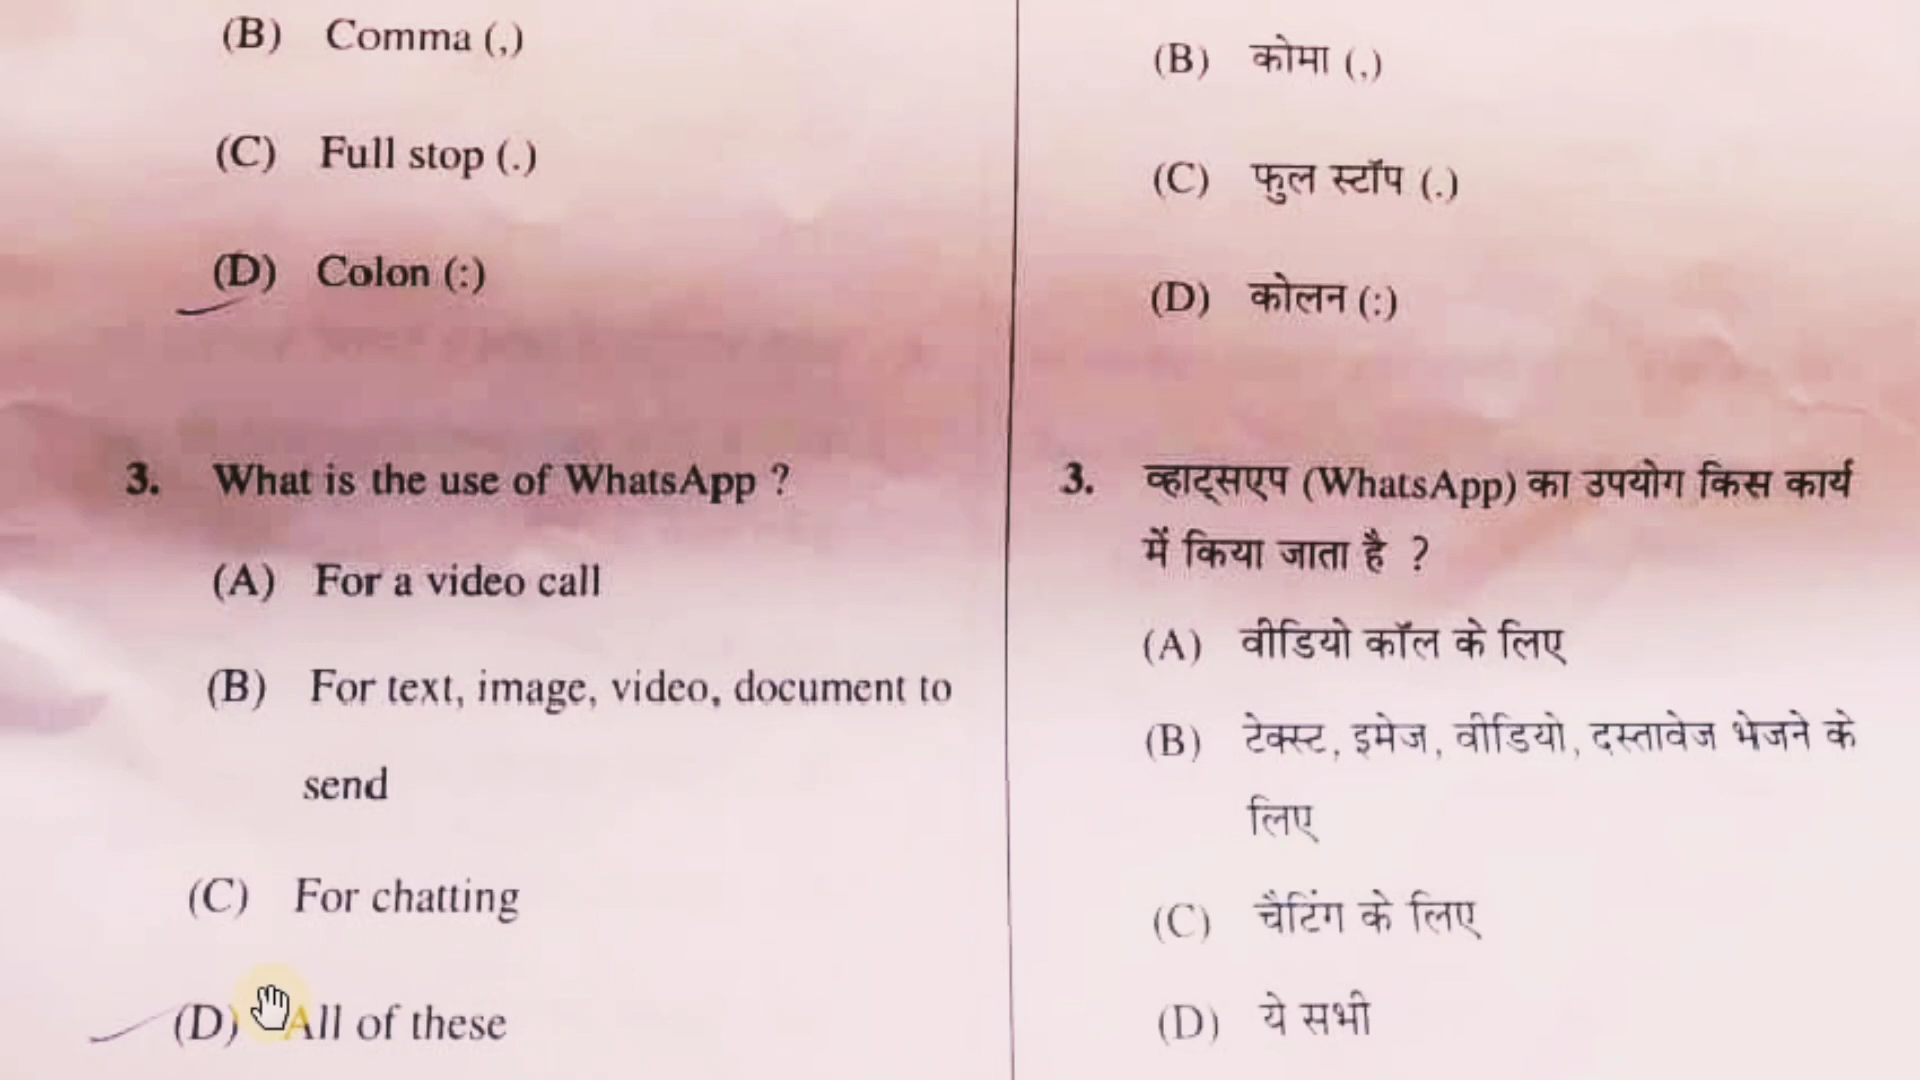 (B) Comma (,)
(C) Full stop (.)
(D) Colon (:)
3. What is the use of WhatsApp ?
(A) For a video call
(B) For text, image, video, document to
send
(C) For chatting
(D) All of these
(B) कोमा (,)
(C) फुल स्टॉप (.)
(D) कोलन (:)
3. व्हाट्सएप (WhatsApp) का उपयोग किस कार्य
में किया जाता है ?
(A) वीडियो कॉल के लिए
(B) टेक्स्ट, इमेज, वीडियो, दस्तावेज भेजने के
लिए
(C) चैटिंग के लिए
(D) ये सभी